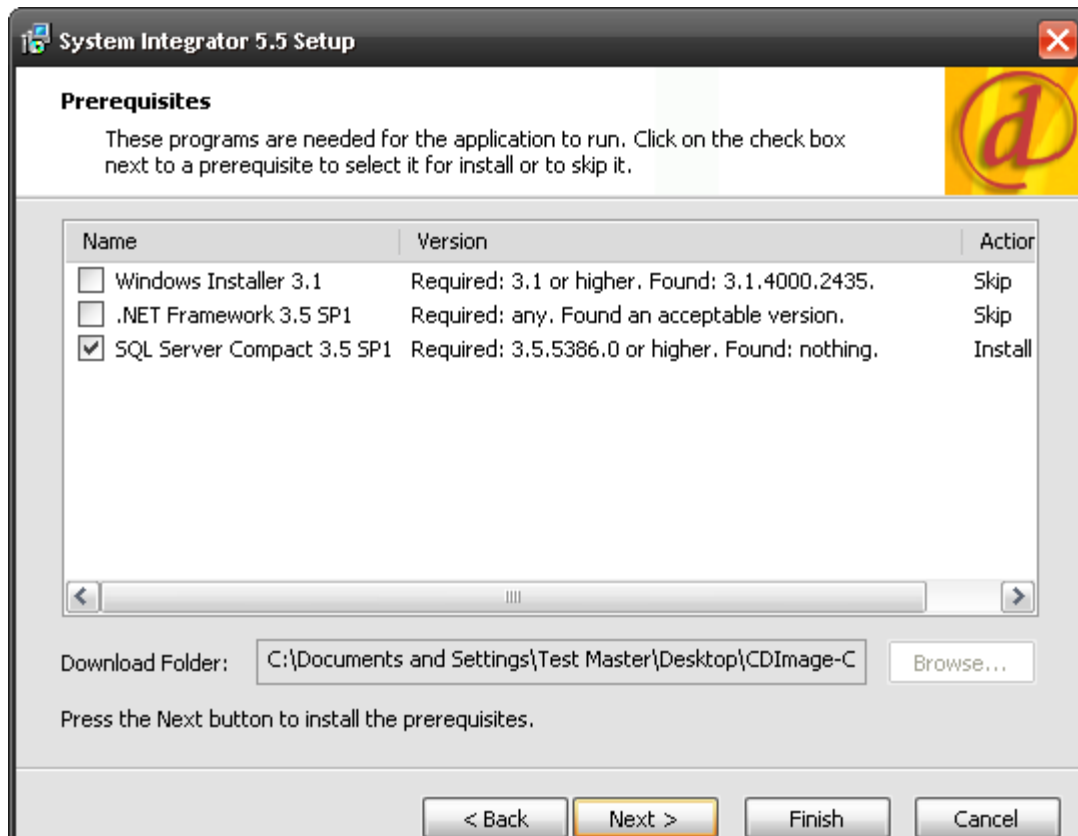 System Integrator 5.5 Setup
Prerequisites
These programs are needed for the application to run. Click on the check box
next to a prerequisite to select it for install or to skip it.
d
Name Version Action
Windows Installer 3.1 Required: 3.1 or higher. Found: 3.1.4000.2435. Skip
.NET Framework 3.5 SP1 Required: any. Found an acceptable version. Skip
SQL Server Compact 3.5 SP1 Required: 3.5.5386.0 or higher. Found: nothing. Install
Download Folder: C:\Documents and Settings\Test Master\Desktop\CDImage-C Browse...
Press the Next button to install the prerequisites.
< Back Next > Finish Cancel